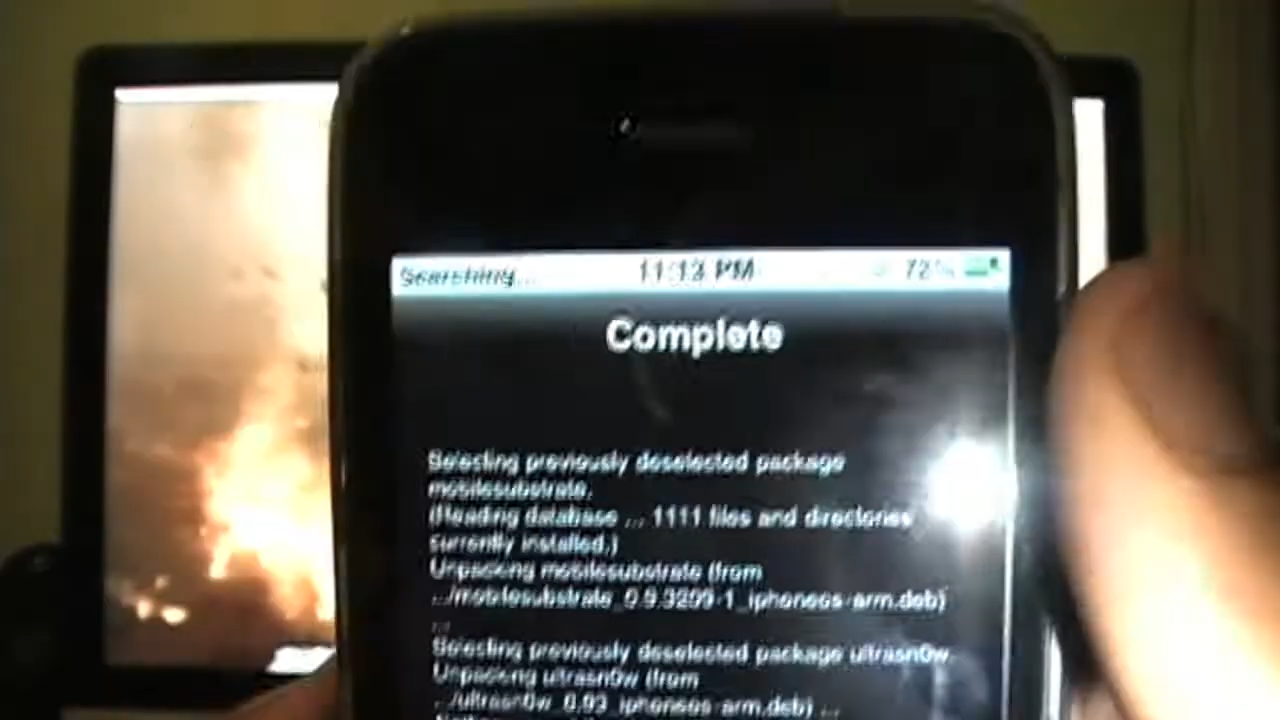 Searching...
11:13 PM
72%
Complete
Selecting previously deselected package
mobilesubstrate.
(Reading database ... 1111 files and directories
currently installed.)
Unpacking mobilesubstrate (from
.../mobilesubstrate_0.9.3209-1_iphoneos-arm.deb)
...
Selecting previously deselected package ultrasn0w.
Unpacking ultrasn0w (from
.../ultrasn0w_0.93_iphoneos-arm.deb) ...